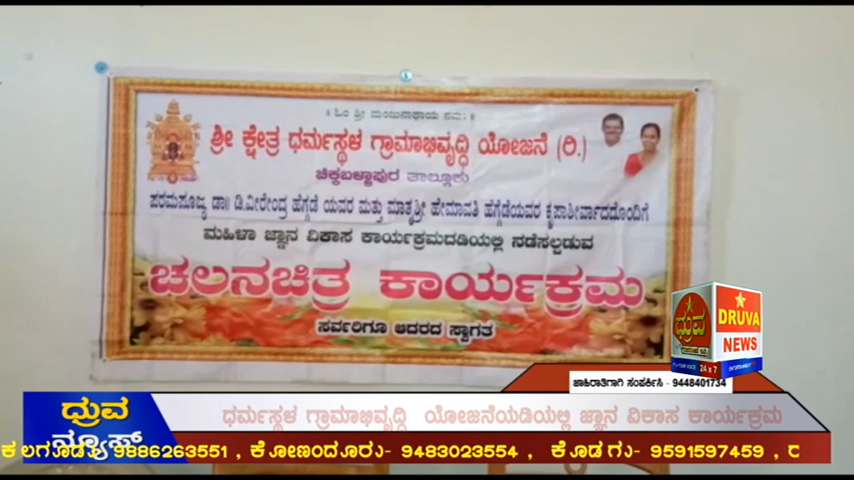 ॥ ಓಂ ಶ್ರೀ ಮಂಜುನಾಥಾಯ ನಮಃ ॥
ಶ್ರೀ ಕ್ಷೇತ್ರ ಧರ್ಮಸ್ಥಳ ಗ್ರಾಮಾಭಿವೃದ್ಧಿ ಯೋಜನೆ (ರಿ.)
ಚಿಕ್ಕಬಳ್ಳಾಪುರ ತಾಲ್ಲೂಕು
ಪರಮಪೂಜ್ಯ ಡಾ॥ ಡಿ.ವೀರೇಂದ್ರ ಹೆಗ್ಗಡೆ ಯವರ ಮತ್ತು ಮಾತೃಶ್ರೀ ಹೇಮಾವತಿ ಹೆಗ್ಗೆಡೆಯವರ ಕೃಪಾಶೀರ್ವಾದದೊಂದಿಗೆ
ಮಹಿಳಾ ಜ್ಞಾನ ವಿಕಾಸ ಕಾರ್ಯಕ್ರಮದಡಿಯಲ್ಲಿ ನಡೆಸಲ್ಪಡುವ
ಚಲನಚಿತ್ರ ಕಾರ್ಯಕ್ರಮ
ಸರ್ವರಿಗೂ ಆದರದ ಸ್ವಾಗತ
ಧ್ರುವ
DRUVA
NEWS
24 x 7
ಜಾಹಿರಾತಿಗಾಗಿ ಸಂಪರ್ಕಿಸಿ - 9448401734
ಧ್ರುವ
ನ್ಯೂಸ್
ಧರ್ಮಸ್ಥಳ ಗ್ರಾಮಾಭಿವೃದ್ಧಿ ಯೋಜನೆಯಡಿಯಲ್ಲಿ ಜ್ಞಾನ ವಿಕಾಸ ಕಾರ್ಯಕ್ರಮ
9886263551 , ಕೋಣಂದೂರು- 9483023554 , ಕೊಡಗು- 9591597459 ,